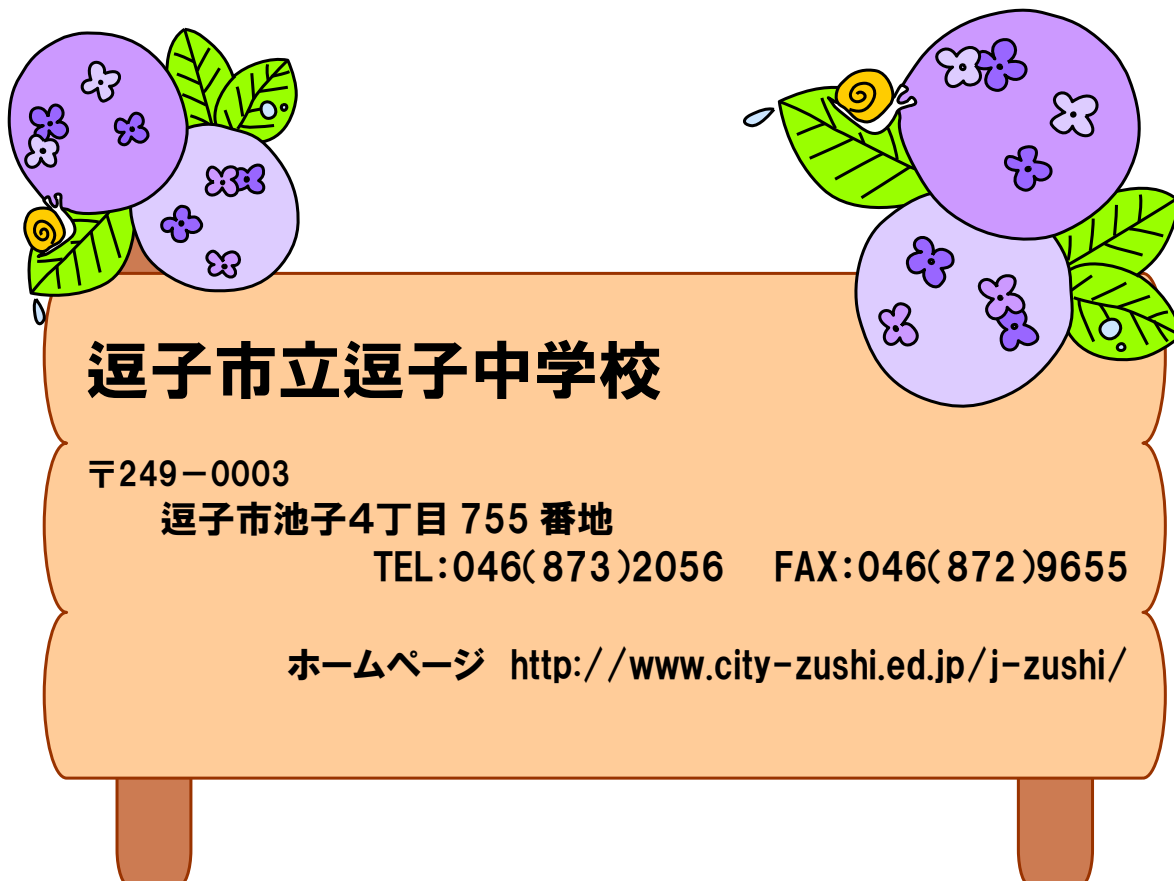 逗子市立逗子中学校
〒249－0003
逗子市池子4丁目 755 番地
TEL：046(873)2056　FAX：046(872)9655
ホームページ　http://www.city-zushi.ed.jp/j-zushi/